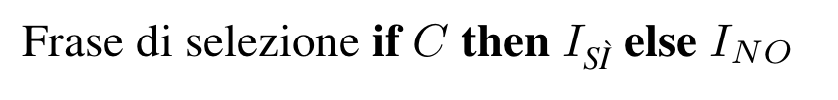 Frase di selezione if C then I_SÌ else I_NO